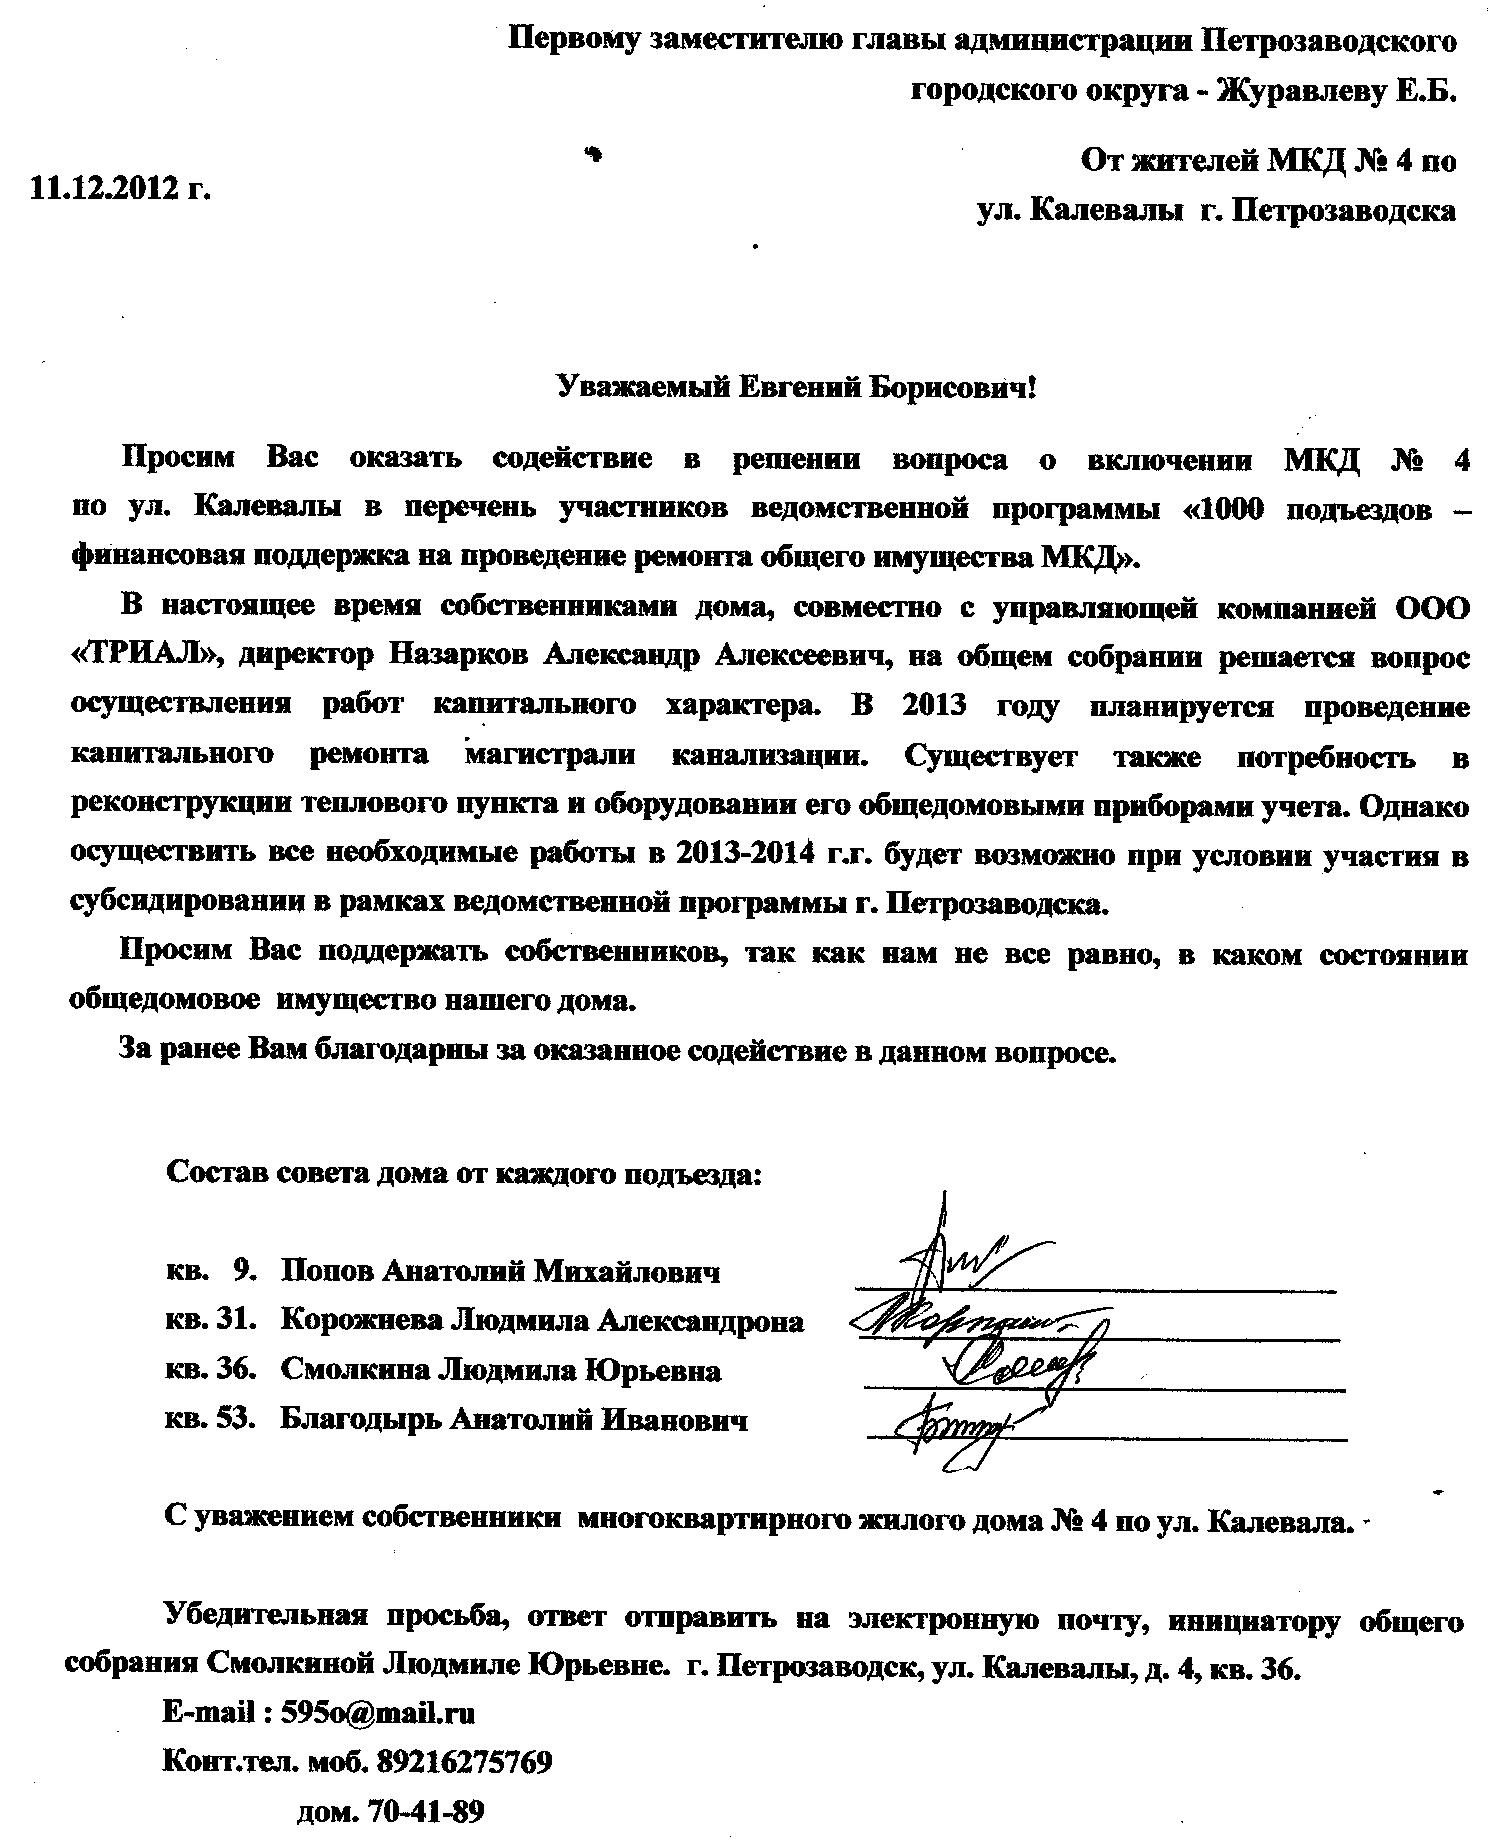 Первому заместителю главы администрации Петрозаводского
городского округа - Журавлеву Е.Б.
От жителей МКД № 4 по
11.12.2012 г.
ул. Калевалы г. Петрозаводска
Уважаемый Евгений Борисович!
Просим Вас оказать содействие в решении вопроса о включении МКД № 4
по ул. Калевалы в перечень участников ведомственной программы «1000 подъездов –
финансовая поддержка на проведение ремонта общего имущества МКД».
В настоящее время собственниками дома, совместно с управляющей компанией ООО
«ТРИАЛ», директор Назарков Александр Алексеевич, на общем собрании решается вопрос
осуществления работ капитального характера. В 2013 году планируется проведение
капитального ремонта магистрали канализации. Существует также потребность в
реконструкции теплового пункта и оборудовании его общедомовыми приборами учета. Однако
осуществить все необходимые работы в 2013-2014 г.г. будет возможно при условии участия в
субсидировании в рамках ведомственной программы г. Петрозаводска.
Просим Вас поддержать собственников, так как нам не все равно, в каком состоянии
общедомовое имущество нашего дома.
За ранее Вам благодарны за оказанное содействие в данном вопросе.
Состав совета дома от каждого подъезда:
кв. 9. Попов Анатолий Михайлович
кв. 31. Корожнева Людмила Александрона
кв. 36. Смолкина Людмила Юрьевна
кв. 53. Благодырь Анатолий Иванович
С уважением собственники многоквартирного жилого дома № 4 по ул. Калевала.
Убедительная просьба, ответ отправить на электронную почту, инициатору общего
собрания Смолкиной Людмиле Юрьевне. г. Петрозаводск, ул. Калевалы, д. 4, кв. 36.
E-mail : 595o@mail.ru
Конт.тел. моб. 89216275769
дом. 70-41-89